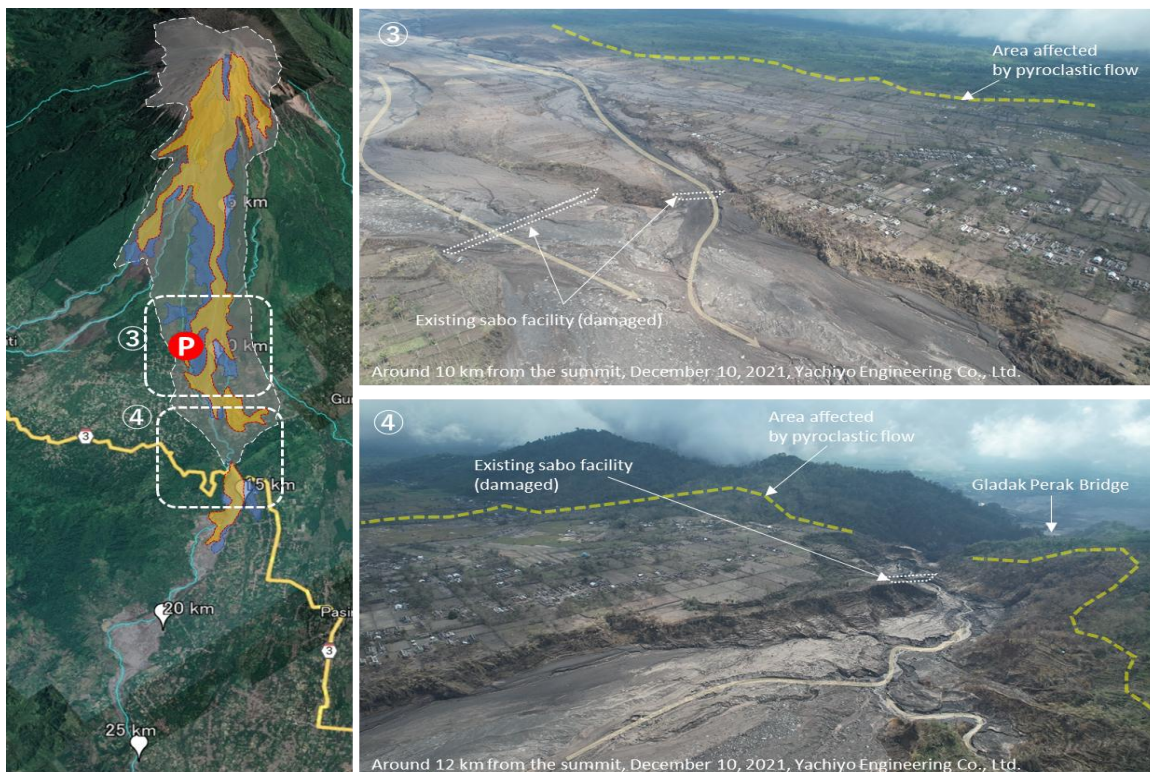 5 km
③
P
0 km
ati
Gu
④
3
15 km
20 km
Pasir
3
25 km
③
Area affected
by pyroclastic flow
Existing sabo facility (damaged)
Around 10 km from the summit, December 10, 2021, Yachiyo Engineering Co., Ltd.
④
Area affected
by pyroclastic flow
Existing sabo facility
(damaged)
Gladak Perak Bridge
Around 12 km from the summit, December 10, 2021, Yachiyo Engineering Co., Ltd.